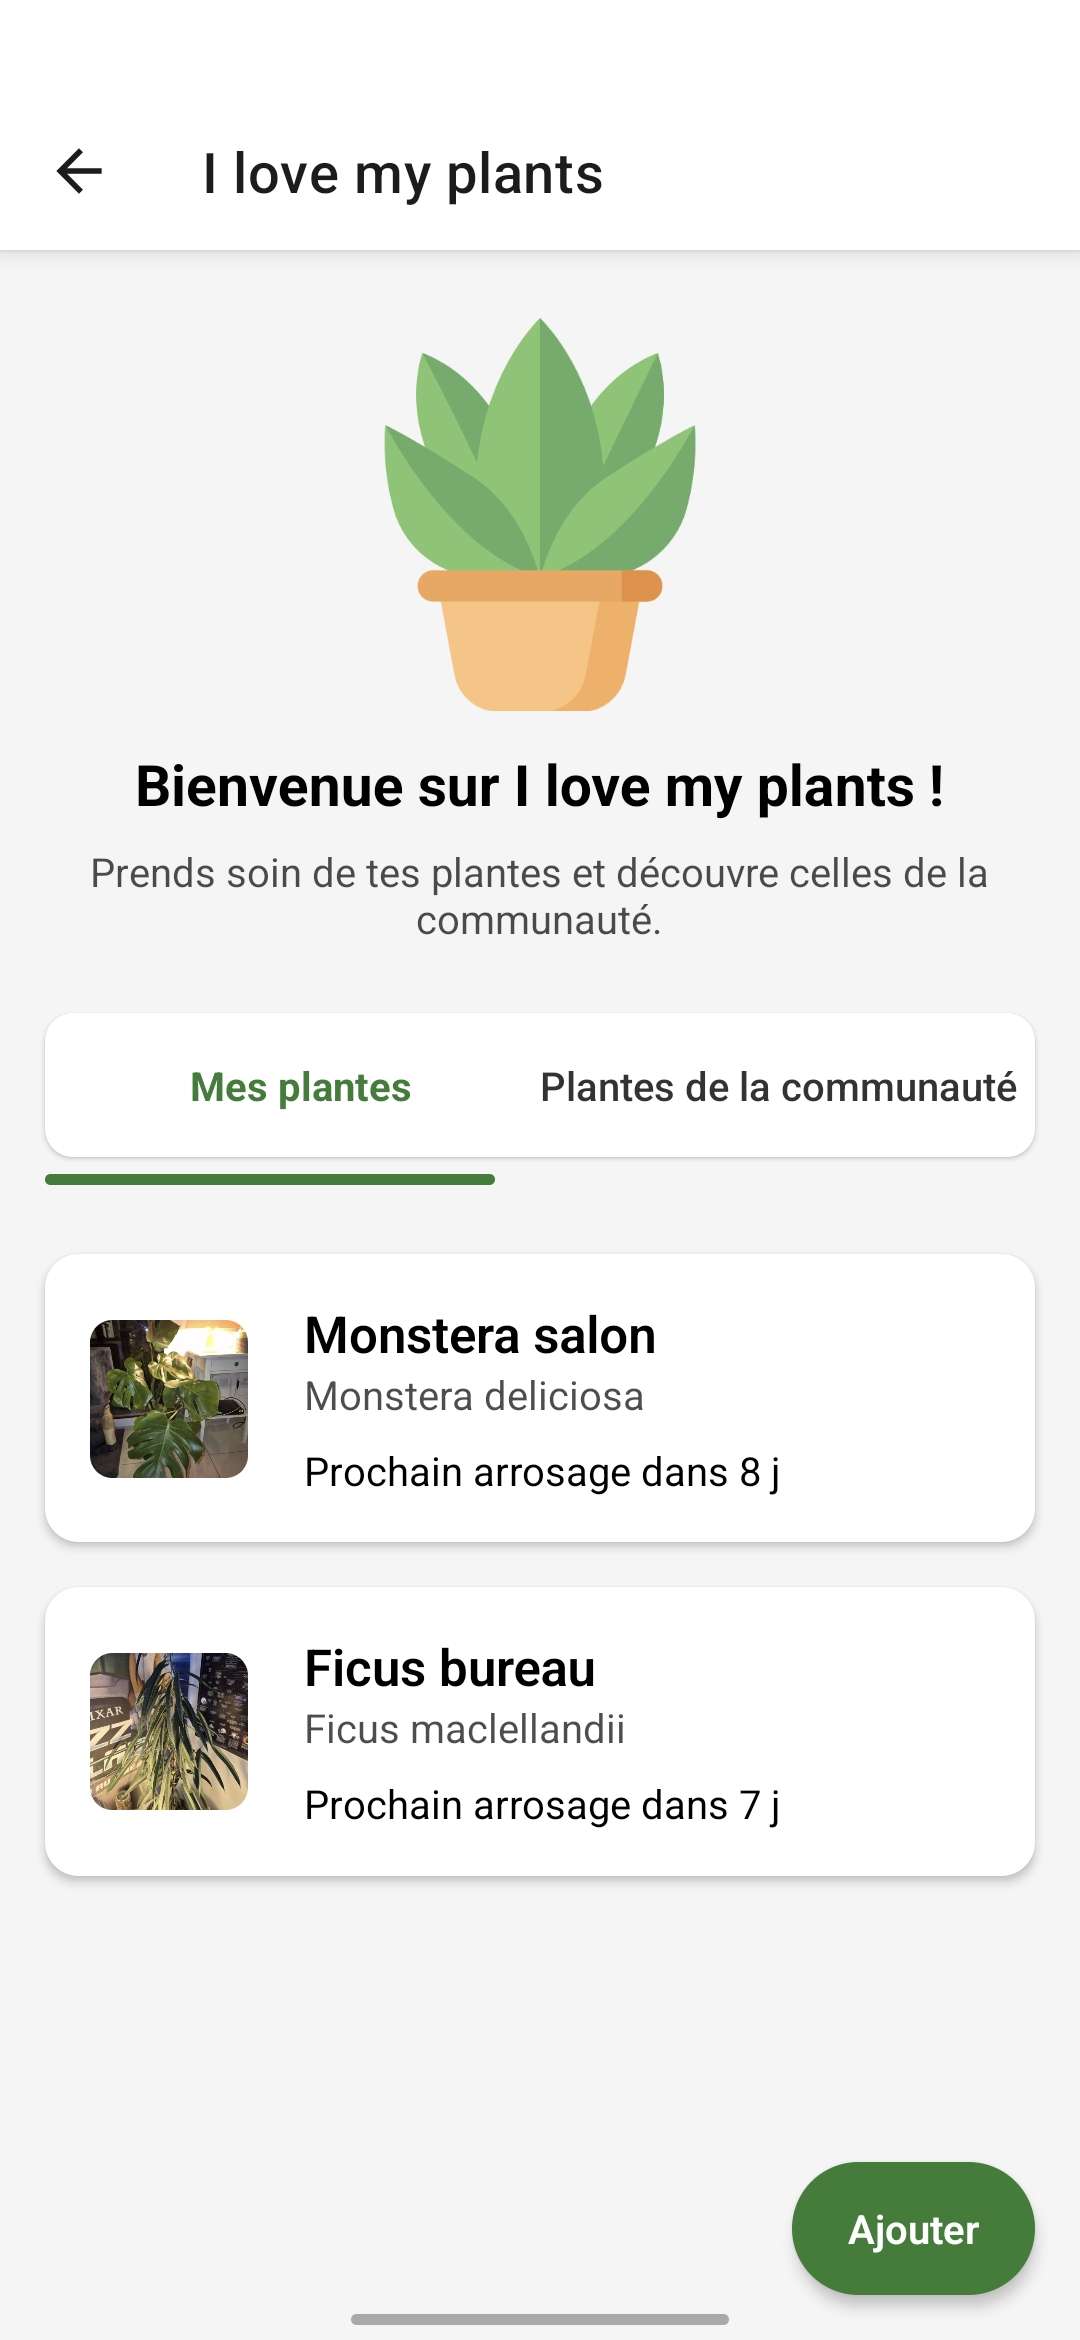 I love my plants
Bienvenue sur I love my plants !
Prends soin de tes plantes et découvre celles de la
communauté.
Mes plantes
Plantes de la communauté
Monstera salon
Monstera deliciosa
Prochain arrosage dans 8 j
IXAR
Ficus bureau
Ficus maclellandii
Prochain arrosage dans 7 j
Ajouter